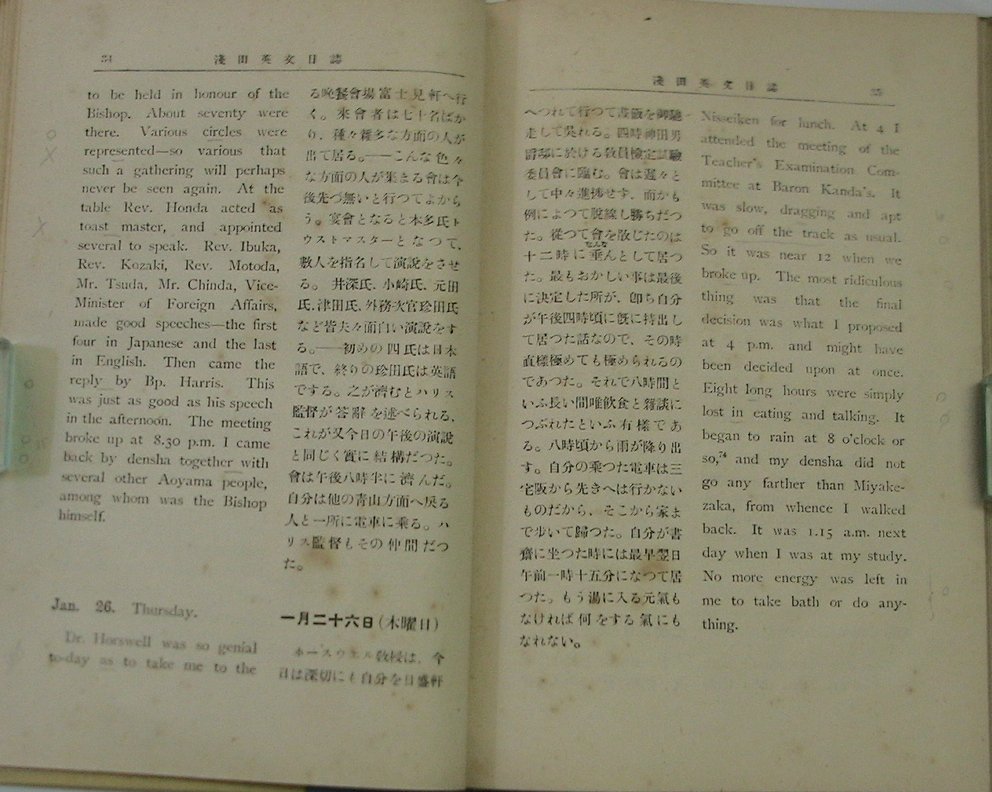 34
淺田英文日誌
to be held in honour of the
Bishop. About seventy were
there. Various circles were
represented—so various that
such a gathering will perhaps
never be seen again. At the
table Rev. Honda acted as
toast master, and appointed
several to speak. Rev. Ibuka,
Rev. Kozaki, Rev. Motoda,
Mr. Tsuda, Mr. Chinda, Vice-
Minister of Foreign Affairs,
made good speeches—the first
four in Japanese and the last
in English. Then came the
reply by Bp. Harris. This
was just as good as his speech
in the afternoon. The meeting
broke up at 8.30 p.m. I came
back by densha together with
several other Aoyama people,
among whom was the Bishop
himself.
Jan. 26. Thursday.
Dr. Horswell was so genial
to-day as to take me to the
る晩餐會場富士見軒へ行
く。來會者は七十名ばか
り、種々雜多な方面の人が
出て居る。——こんな色々
な方面の人が集まる會は今
後先づ無いと行つてよから
う。宴會となると本多氏ト
ウストマスターとなつて、
數人を指名して演說をさせ
る。井深氏、小崎氏、元田
氏、津田氏、外務次官珍田氏
など皆夫々面白い演說をす
る。——初めの四氏は日本
語で、終りの珍田氏は英語
でする。之が濟むとハリス
監督が答辭を述べられる、
これが又今日の午後の演說
と同じく實に結構だつた。
會は午後八時半に濟んだ。
自分は他の靑山方面へ戾る
人と一所に電車に乘る。ハ
リス監督もその仲間だつ
た。
一月二十六日(木曜日)
ホースウエル敎授は、今
日は深切にも自分を日盛軒
淺田英文日誌
35
へつれて行つて晝餐を御馳
走して吳れる。四時神田男
爵邸に於ける敎員檢定試驗
委員會に臨む。會は遲々と
して中々進捗せず、而かも
例によつて脫線し勝ちだつ
た。從つて會を散じたのは
十二時に垂んとして居つ
た。最もおかしい事は最後
に決定した所が、卽ち自分
が午後四時頃に旣に持出し
て居つた話なので、その時
直樣極めても極められるの
であつた。それで八時間と
いふ長い間唯飮食と雜談に
つぶれたといふ有樣であ
る。八時頃から雨が降り出
す。自分の乘つた電車は三
宅阪から先きへは行かない
ものだから、そこから家ま
で步いて歸つた。自分が書
齋に坐つた時には最早翌日
午前一時十五分になつて居
つた。もう湯に入る元氣も
なければ何をする氣にも
なれない。
Nisseiken for lunch. At 4 I
attended the meeting of the
Teacher's Examination Com-
mittee at Baron Kanda's. It
was slow, dragging and apt
to go off the track as usual.
So it was near 12 when we
broke up. The most ridiculous
thing was that the final
decision was what I proposed
at 4 p.m. and might have
been decided upon at once.
Eight long hours were simply
lost in eating and talking. It
began to rain at 8 o'clock or
so,⁷⁴ and my densha did not
go any farther than Miyake-
zaka, from whence I walked
back. It was 1.15 a.m. next
day when I was at my study.
No more energy was left in
me to take bath or do any-
thing.